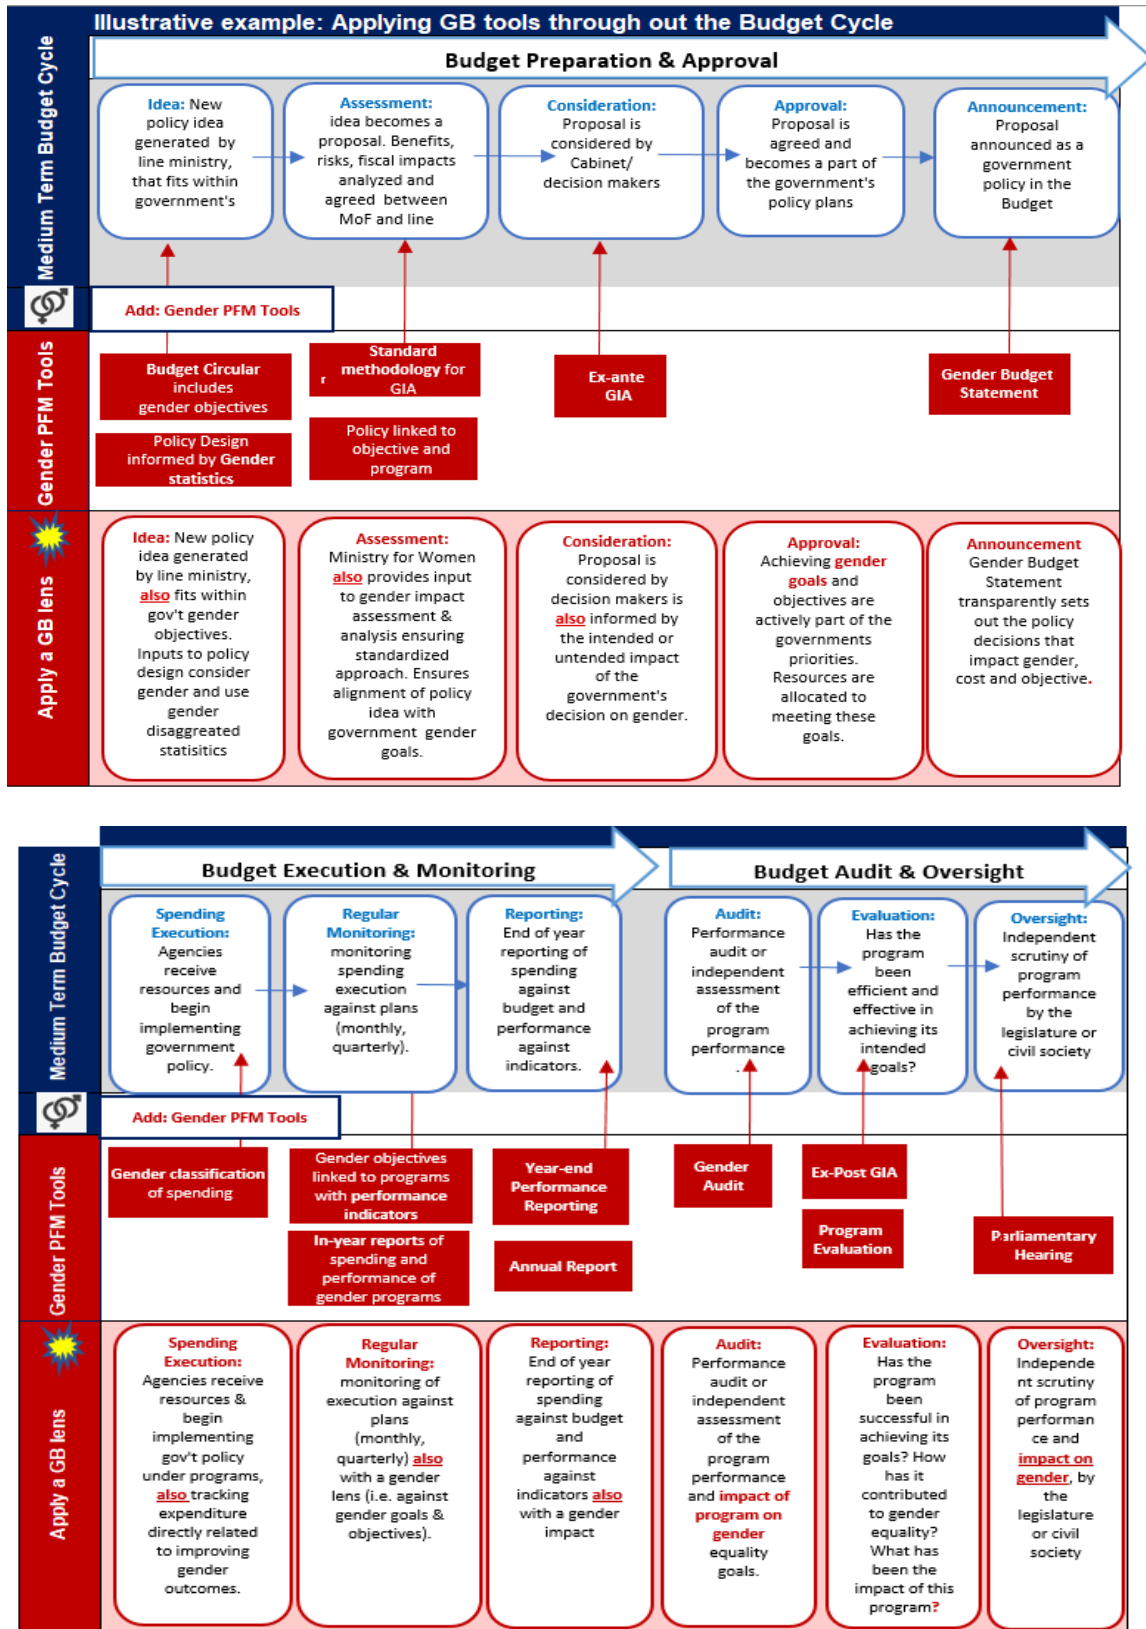 Illustrative example: Applying GB tools through out the Budget Cycle
Medium Term Budget Cycle
Budget Preparation & Approval
Idea: New
policy idea
generated by
line ministry,
that fits within
government's
Assessment:
idea becomes a
proposal. Benefits,
risks, fiscal impacts
analyzed and
agreed between
MoF and line
Consideration:
Proposal is
considered by
Cabinet/
decision makers
Approval:
Proposal is
agreed and
becomes a part of
the government's
policy plans
Announcement:
Proposal
announced as a
government
policy in the
Budget
Add: Gender PFM Tools
Gender PFM Tools
Budget Circular
includes
gender objectives
Policy Design
informed by Gender
statistics
Standard
r methodology for
GIA
Policy linked to
objective and
program
Ex-ante
GIA
Gender Budget
Statement
Apply a GB lens
Idea: New policy
idea generated
by line ministry,
also fits within
gov't gender
objectives.
Inputs to policy
design consider
gender and use
gender
disaggreated
statisitics
Assessment:
Ministry for Women
also provides input
to gender impact
assessment &
analysis ensuring
standardized
approach. Ensures
alignment of policy
idea with
government gender
goals.
Consideration:
Proposal is
considered by
decision makers is
also informed by
the intended or
untended impact
of the
government's
decision on gender.
Approval:
Achieving gender
goals and
objectives are
actively part of the
governments
priorities.
Resources are
allocated to
meeting these
goals.
Announcement
Gender Budget
Statement
transparently sets
out the policy
decisions that
impact gender,
cost and objective.
Medium Term Budget Cycle
Budget Execution & Monitoring
Budget Audit & Oversight
Spending
Execution:
Agencies
receive
resources and
begin
implementing
government
policy.
Regular
Monitoring:
monitoring
spending
execution
against plans
(monthly,
quarterly).
Reporting:
End of year
reporting of
spending
against
budget and
performance
against
indicators.
Audit:
Performance
audit or
independent
assessment
of the
program
performance
.
Evaluation:
Has the
program
been
efficient and
effective in
achieving its
intended
goals?
Oversight:
Independent
scrutiny of
program
performance
by the
legislature or
civil society
Add: Gender PFM Tools
Gender PFM Tools
Gender classification
of spending
Gender objectives
linked to programs
with performance
indicators
In-year reports of
spending and
performance of
gender programs
Year-end
Performance
Reporting
Annual Report
Gender
Audit
Ex-Post GIA
Program
Evaluation
Parliamentary
Hearing
Apply a GB lens
Spending
Execution:
Agencies receive
resources &
begin
implementing
gov't policy
under programs,
also tracking
expenditure
directly related
to improving
gender
outcomes.
Regular
Monitoring:
monitoring of
execution against
plans
(monthly,
quarterly) also
with a gender
lens (i.e. against
gender goals &
objectives).
Reporting:
End of year
reporting of
spending
against budget
and
performance
against
indicators also
with a gender
impact
Audit:
Performance
audit or
independent
assessment
of the
program
performance
and impact of
program on
gender
equality
goals.
Evaluation:
Has the
program
been
successful in
achieving its
goals? How
has it
contributed
to gender
equality?
What has
been the
impact of this
program?
Oversight:
Independe
nt scrutiny
of program
performan
ce and
impact on
gender, by
the
legislature
or civil
society